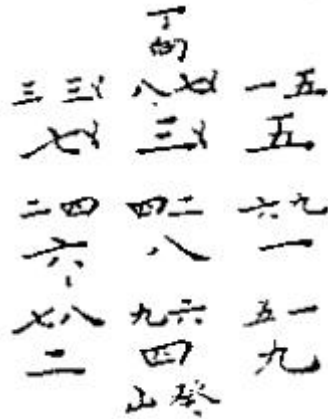 丁
向
三三 八七 一五
七 三 五
二四 四二 六九
六 八 一
七八 九六 五一
二 四 九
山癸